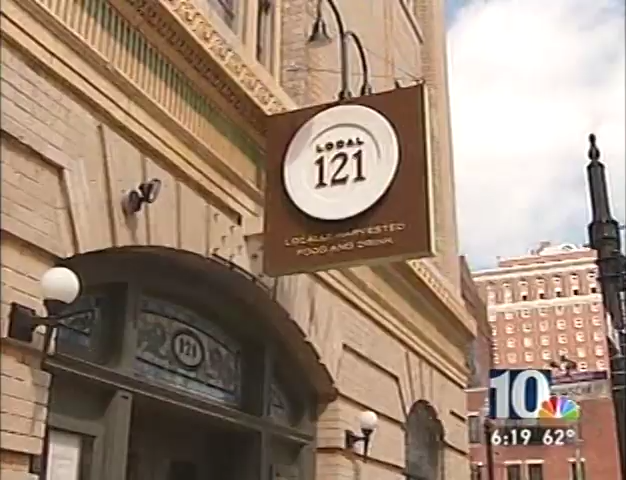 LOCAL
121
LOCALLY HARVESTED
FOOD AND DRINK
121
10
6:19 62°